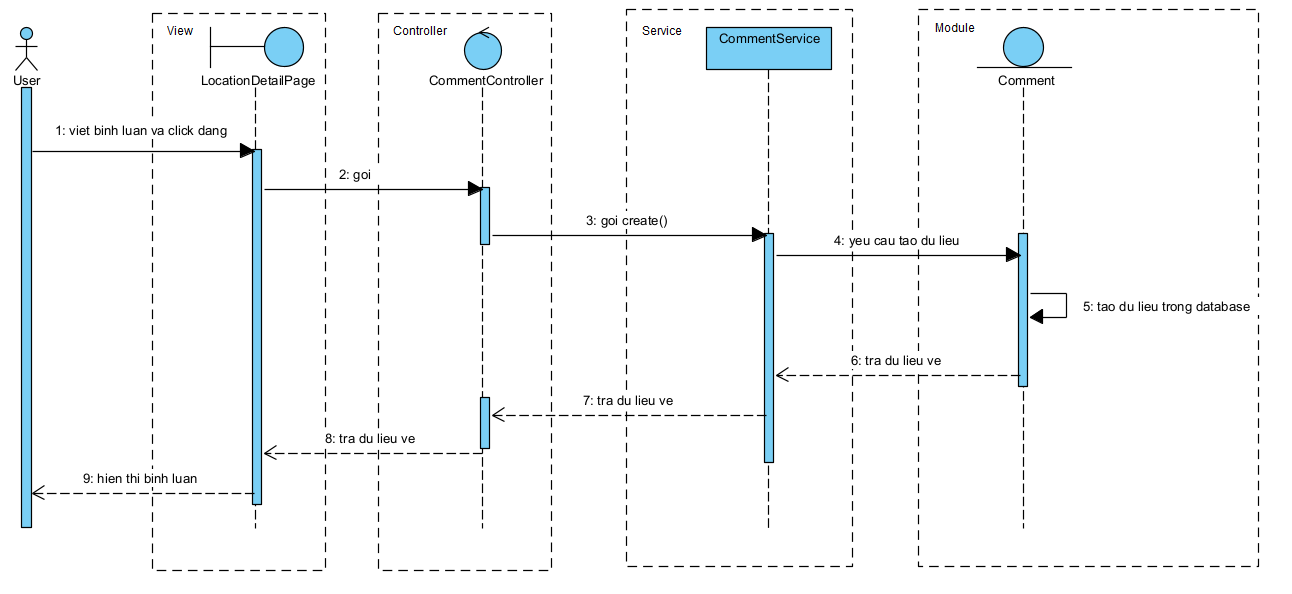 View
Controller
Service
Module
CommentService
User
LocationDetailPage
CommentController
Comment
1: viet binh luan va click dang
2: goi
3: goi create()
4: yeu cau tao du lieu
5: tao du lieu trong database
6: tra du lieu ve
7: tra du lieu ve
8: tra du lieu ve
9: hien thi binh luan